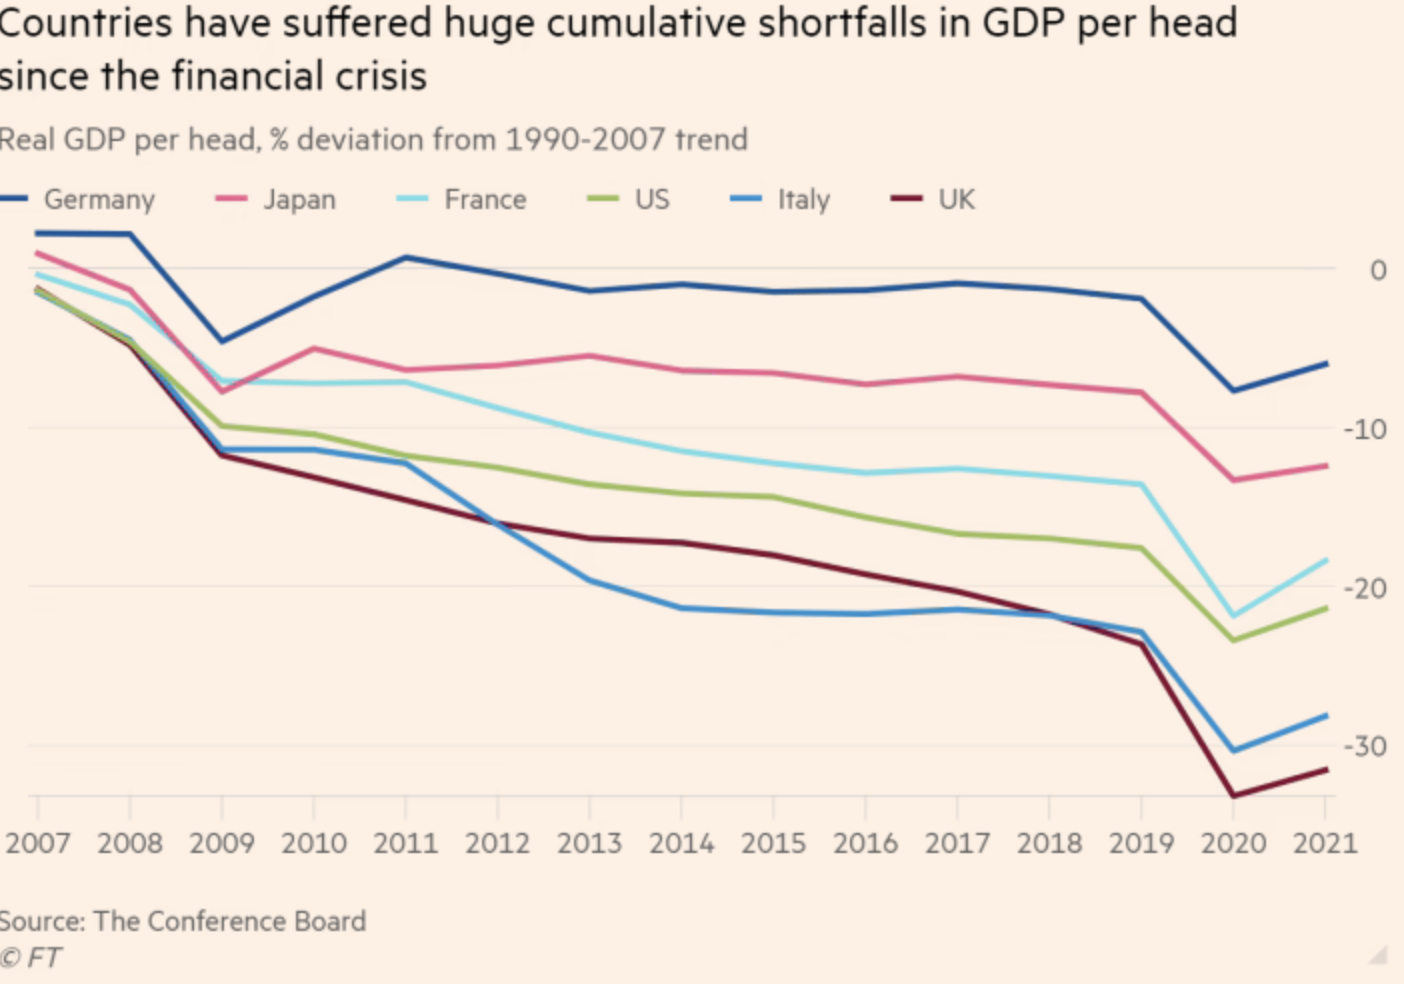 Countries have suffered huge cumulative shortfalls in GDP per head
since the financial crisis
Real GDP per head, % deviation from 1990-2007 trend
Germany Japan France US Italy UK
0
-10
-20
-30
2007 2008 2009 2010 2011 2012 2013 2014 2015 2016 2017 2018 2019 2020 2021
Source: The Conference Board
© FT